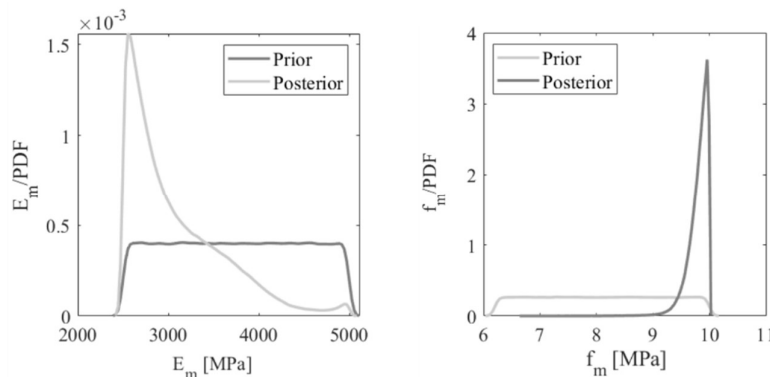 ×10⁻³
1.5
1
0.5
0
E_m/PDF
Prior
Posterior
2000 3000 4000 5000
E_m [MPa]
4
3
2
1
0
f_m/PDF
Prior
Posterior
6 7 8 9 10 11
f_m [MPa]